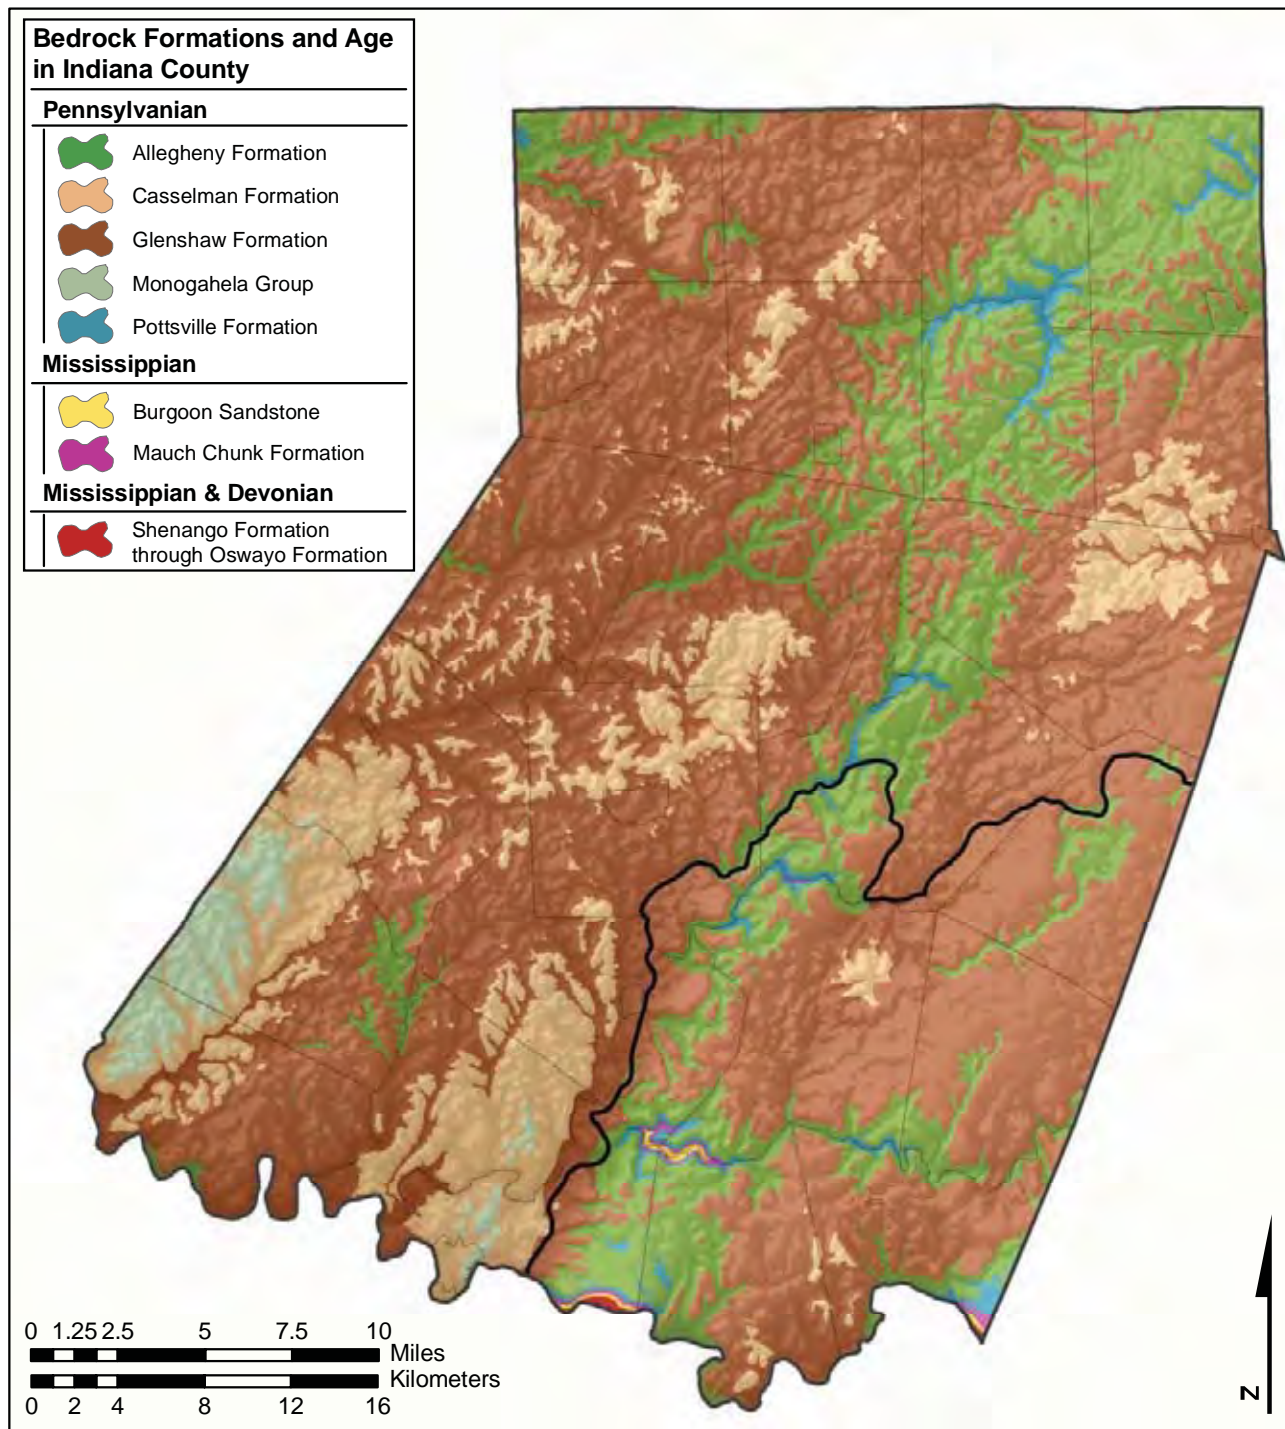 Bedrock Formations and Age
in Indiana County
Pennsylvanian
Allegheny Formation
Casselman Formation
Glenshaw Formation
Monogahela Group
Pottsville Formation
Mississippian
Burgoon Sandstone
Mauch Chunk Formation
Mississippian & Devonian
Shenango Formation
through Oswayo Formation
0 1.25 2.5 5 7.5 10
Miles
Kilometers
0 2 4 8 12 16
N